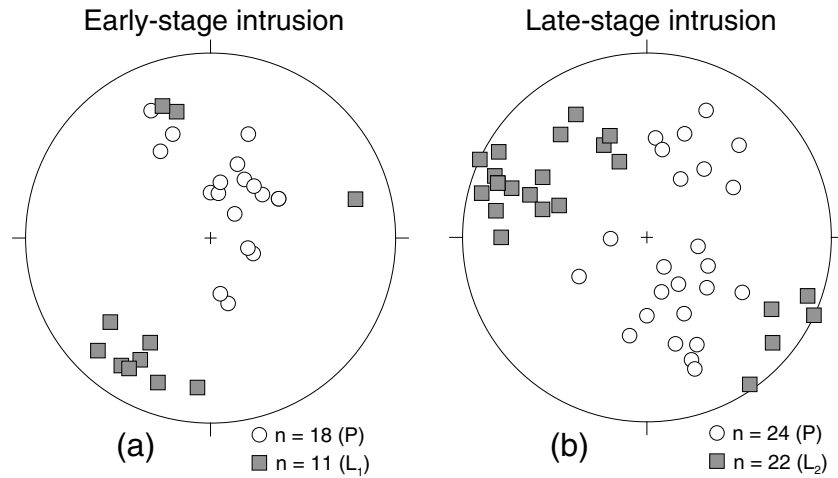 Early-stage intrusion
Late-stage intrusion
(a)
n = 18 (P)
n = 11 (L₁)
(b)
n = 24 (P)
n = 22 (L₂)